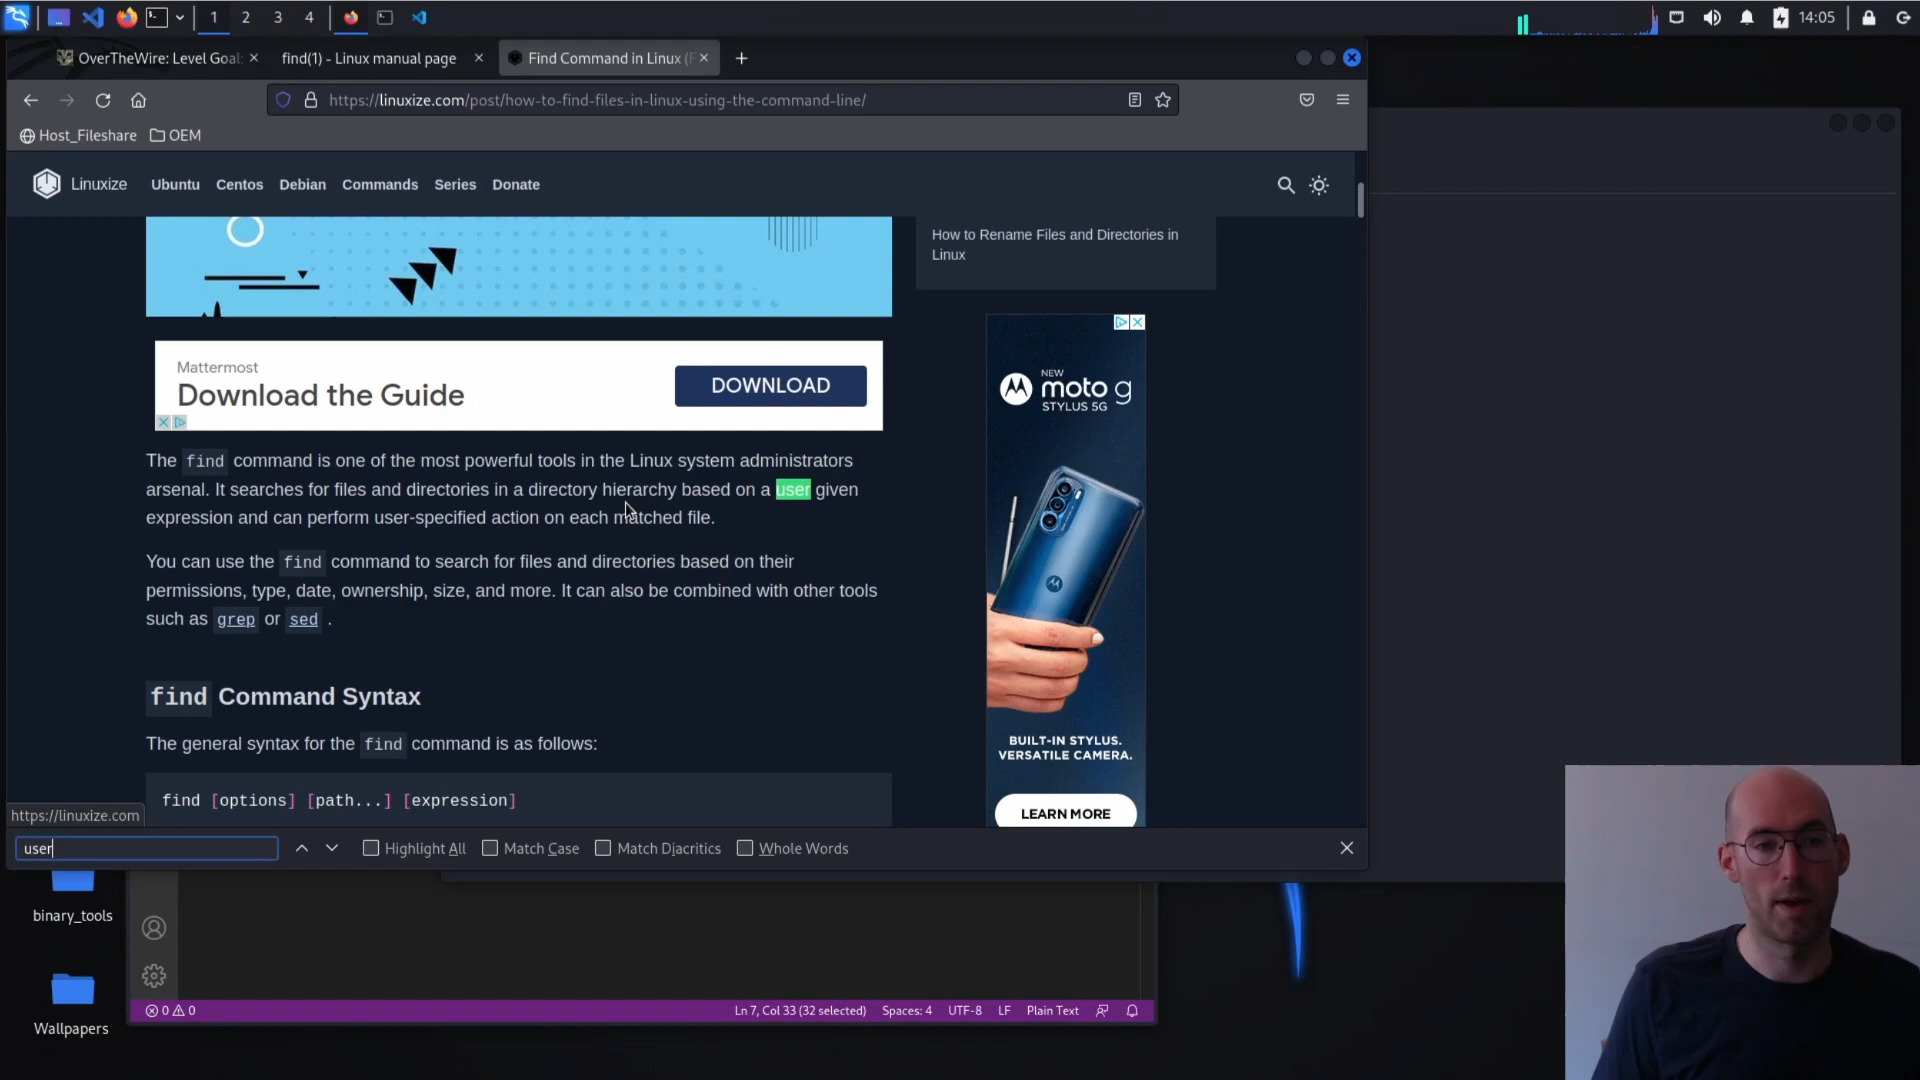 1 2 3 4
14:05
OverTheWire: Level Goal:
find(1) - Linux manual page
Find Command in Linux (F
https://linuxize.com/post/how-to-find-files-in-linux-using-the-command-line/
Host_Fileshare
OEM
Linuxize
Ubuntu
Centos
Debian
Commands
Series
Donate
How to Rename Files and Directories in
Linux
Mattermost
Download the Guide
DOWNLOAD
The find command is one of the most powerful tools in the Linux system administrators
arsenal. It searches for files and directories in a directory hierarchy based on a user given
expression and can perform user-specified action on each matched file.
You can use the find command to search for files and directories based on their
permissions, type, date, ownership, size, and more. It can also be combined with other tools
such as grep or sed .
find Command Syntax
The general syntax for the find command is as follows:
find [options] [path...] [expression]
NEW
moto g
STYLUS 5G
BUILT-IN STYLUS.
VERSATILE CAMERA.
LEARN MORE
https://linuxize.com
user
Highlight All
Match Case
Match Diacritics
Whole Words
binary_tools
Wallpapers
0 0
Ln 7, Col 33 (32 selected)
Spaces: 4
UTF-8
LF
Plain Text